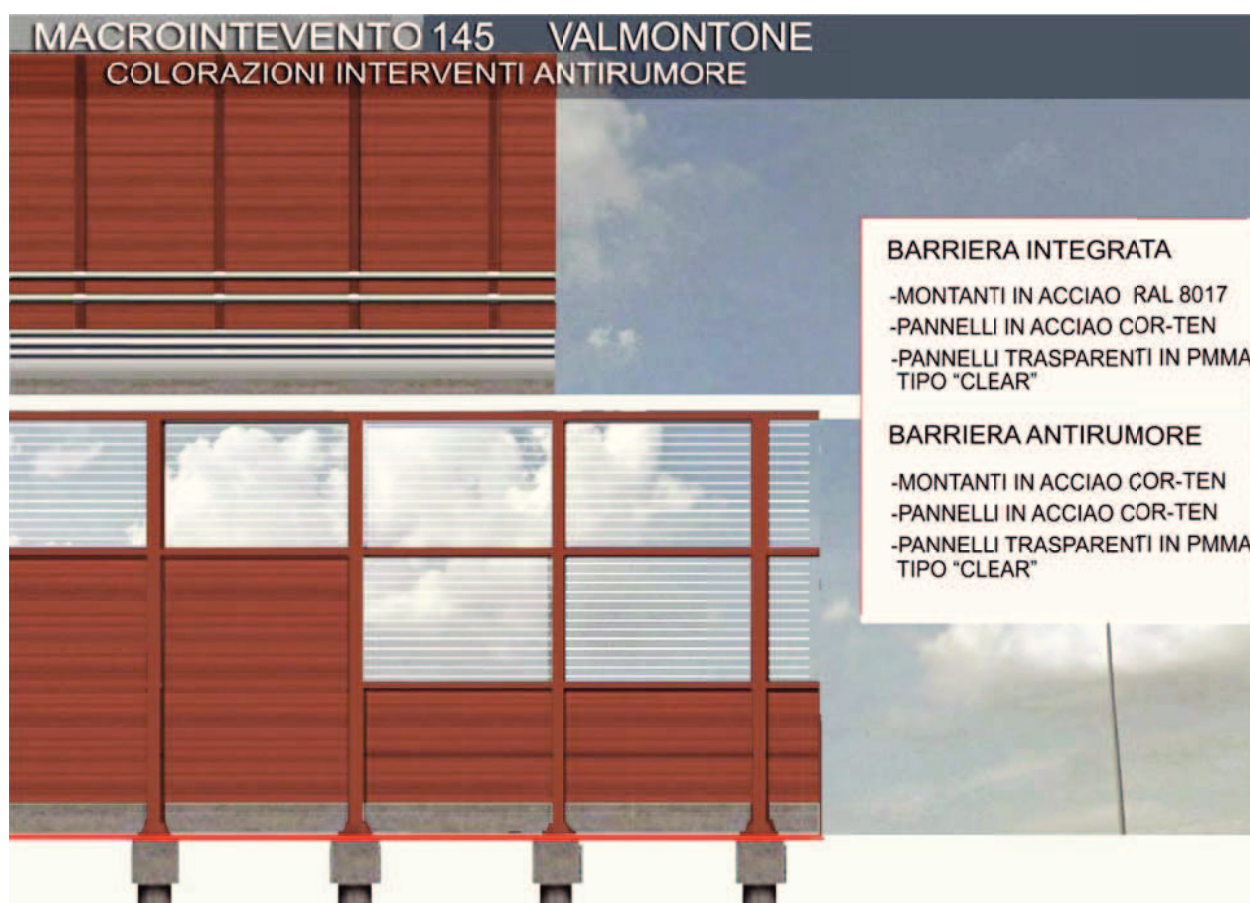 MACROINTEVENTO 145 VALMONTONE
COLORAZIONI INTERVENTI ANTIRUMORE
BARRIERA INTEGRATA
-MONTANTI IN ACCIAO RAL 8017
-PANNELLI IN ACCIAO COR-TEN
-PANNELLI TRASPARENTI IN PMMA
TIPO “CLEAR”
BARRIERA ANTIRUMORE
-MONTANTI IN ACCIAO COR-TEN
-PANNELLI IN ACCIAO COR-TEN
-PANNELLI TRASPARENTI IN PMMA
TIPO “CLEAR”